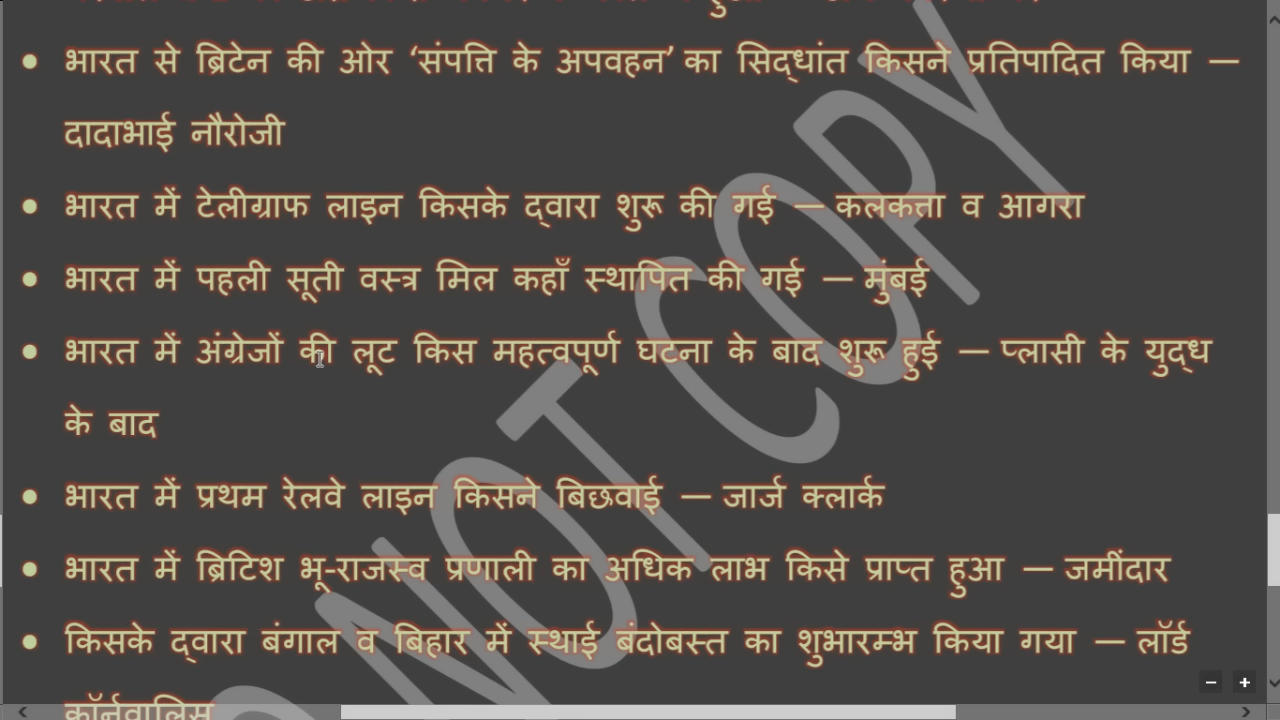 • भारत से ब्रिटेन की ओर ‘संपत्ति के अपवहन’ का सिद्धांत किसने प्रतिपादित किया —
दादाभाई नौरोजी
• भारत में टेलीग्राफ लाइन किसके द्वारा शुरू की गई — कलकत्ता व आगरा
• भारत में पहली सूती वस्त्र मिल कहाँ स्थापित की गई — मुंबई
• भारत में अंग्रेजों की लूट किस महत्वपूर्ण घटना के बाद शुरू हुई — प्लासी के युद्ध
के बाद
• भारत में प्रथम रेलवे लाइन किसने बिछवाई — जार्ज क्लार्क
• भारत में ब्रिटिश भू-राजस्व प्रणाली का अधिक लाभ किसे प्राप्त हुआ — जमींदार
• किसके द्वारा बंगाल व बिहार में स्थाई बंदोबस्त का शुभारम्भ किया गया — लॉर्ड
कॉर्नवालिस
NOT COPY